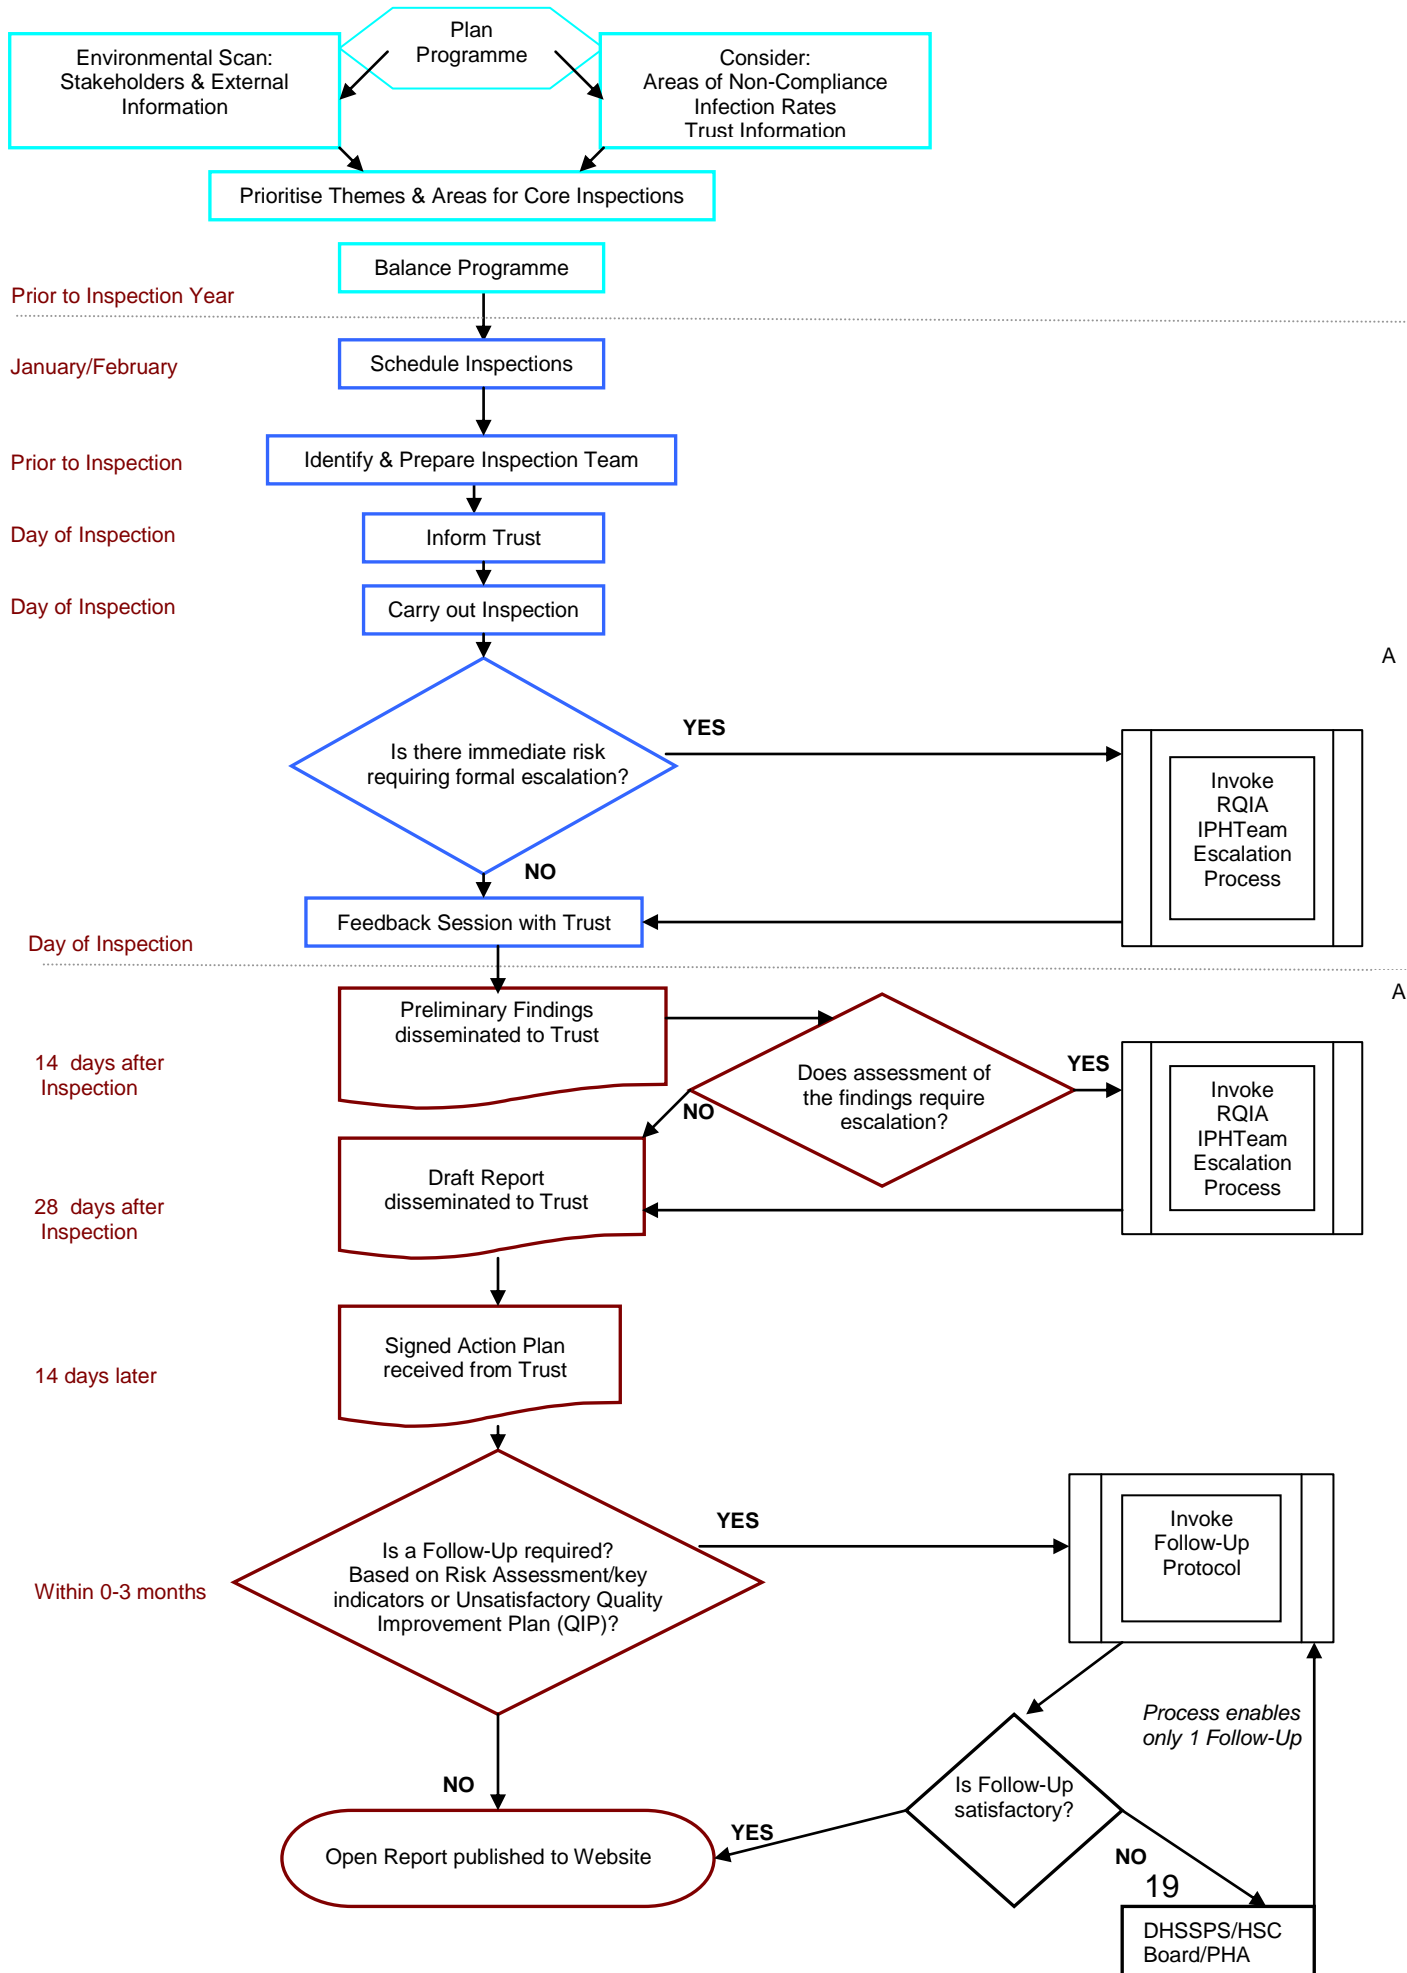 Plan
Programme
Environmental Scan:
Stakeholders & External
Information
Consider:
Areas of Non-Compliance
Infection Rates
Trust Information
Prioritise Themes & Areas for Core Inspections
Balance Programme
Prior to Inspection Year
January/February
Schedule Inspections
Prior to Inspection
Identify & Prepare Inspection Team
Day of Inspection
Inform Trust
Day of Inspection
Carry out Inspection
A
Is there immediate risk
requiring formal escalation?
YES
Invoke
RQIA
IPHTeam
Escalation
Process
NO
Feedback Session with Trust
Day of Inspection
A
Preliminary Findings
disseminated to Trust
14 days after
Inspection
Does assessment of
the findings require
escalation?
YES
Invoke
RQIA
IPHTeam
Escalation
Process
NO
Draft Report
disseminated to Trust
28 days after
Inspection
Signed Action Plan
received from Trust
14 days later
Is a Follow-Up required?
Based on Risk Assessment/key
indicators or Unsatisfactory Quality
Improvement Plan (QIP)?
Within 0-3 months
YES
Invoke
Follow-Up
Protocol
Process enables
only 1 Follow-Up
Is Follow-Up
satisfactory?
NO
YES
Open Report published to Website
NO
19
DHSSPS/HSC
Board/PHA